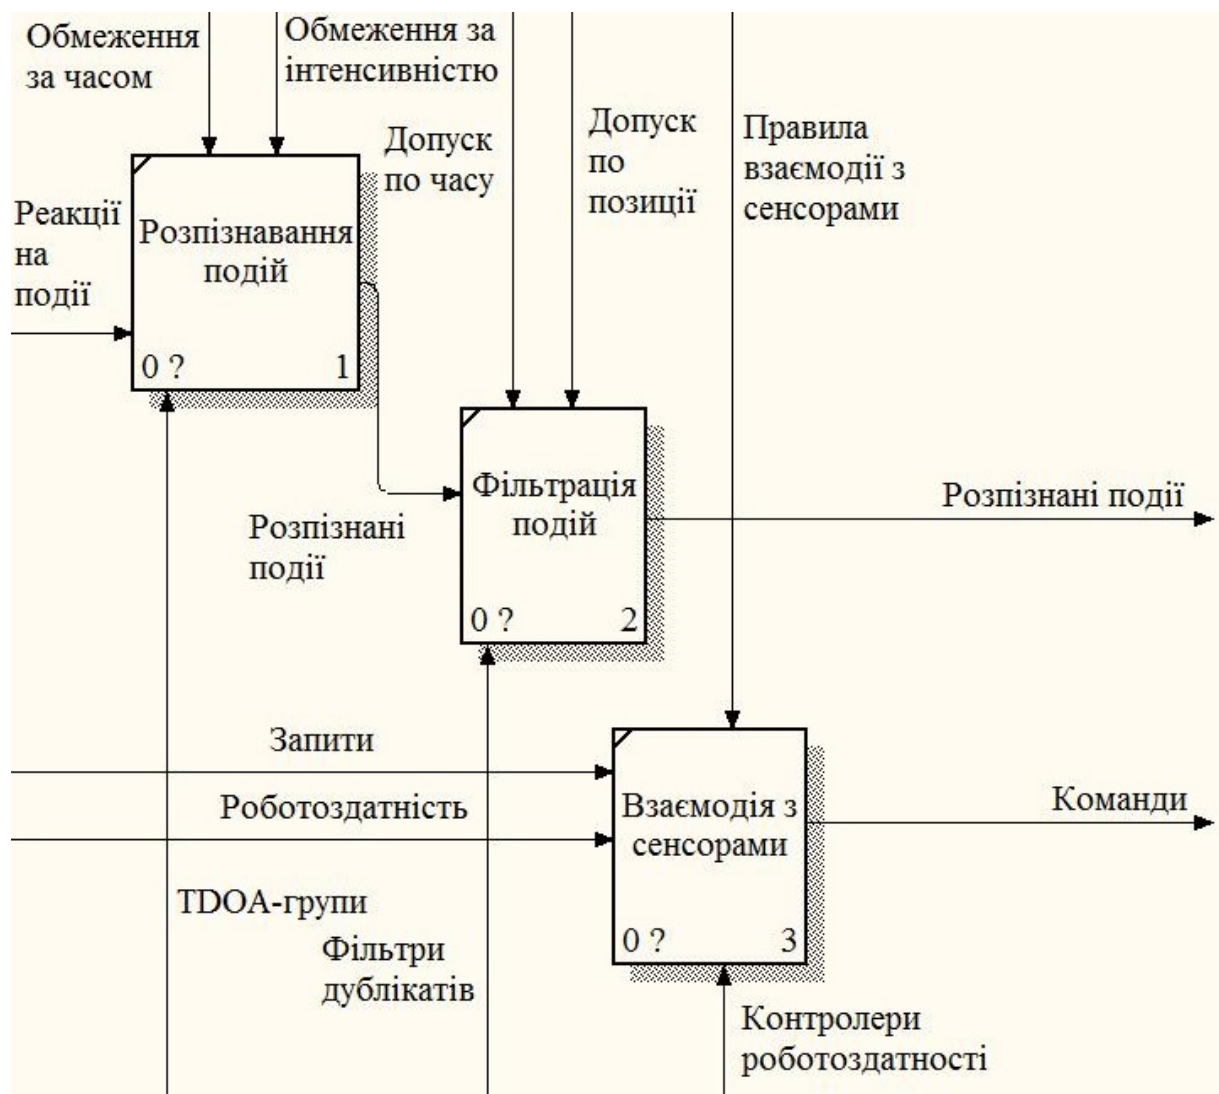 Обмеження
за часом
Обмеження за
інтенсивністю
Допуск
по часу
Допуск
по
позиції
Правила
взаємодії з
сенсорами
Реакції
на
події
Розпізнавання
подій
0 ?
1
Розпізнані
події
Фільтрація
подій
0 ?
2
Розпізнані події
Запити
Роботоздатність
Взаємодія з
сенсорами
0 ?
3
Команди
TDOA-групи
Фільтри
дублікатів
Контролери
роботоздатності